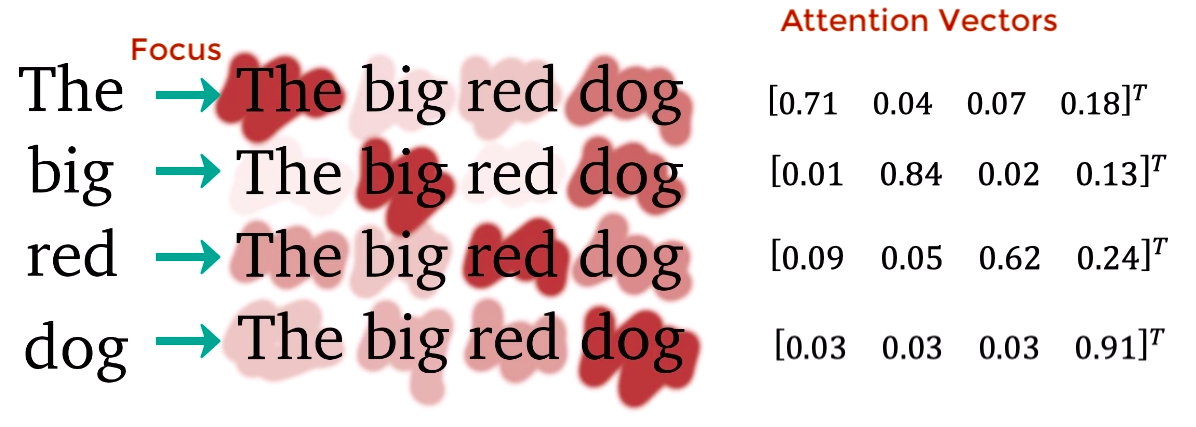 Attention Vectors
Focus
The → The big red dog [0.71 0.04 0.07 0.18]ᵀ
big → The big red dog [0.01 0.84 0.02 0.13]ᵀ
red → The big red dog [0.09 0.05 0.62 0.24]ᵀ
dog → The big red dog [0.03 0.03 0.03 0.91]ᵀ